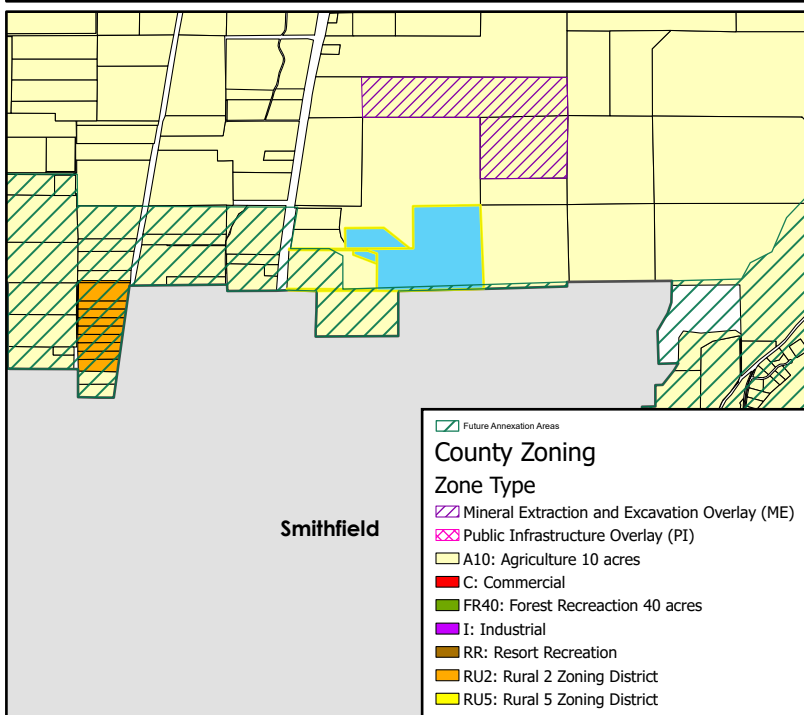 Smithfield
Future Annexation Areas
County Zoning
Zone Type
Mineral Extraction and Excavation Overlay (ME)
Public Infrastructure Overlay (PI)
A10: Agriculture 10 acres
C: Commercial
FR40: Forest Recreaction 40 acres
I: Industrial
RR: Resort Recreation
RU2: Rural 2 Zoning District
RU5: Rural 5 Zoning District